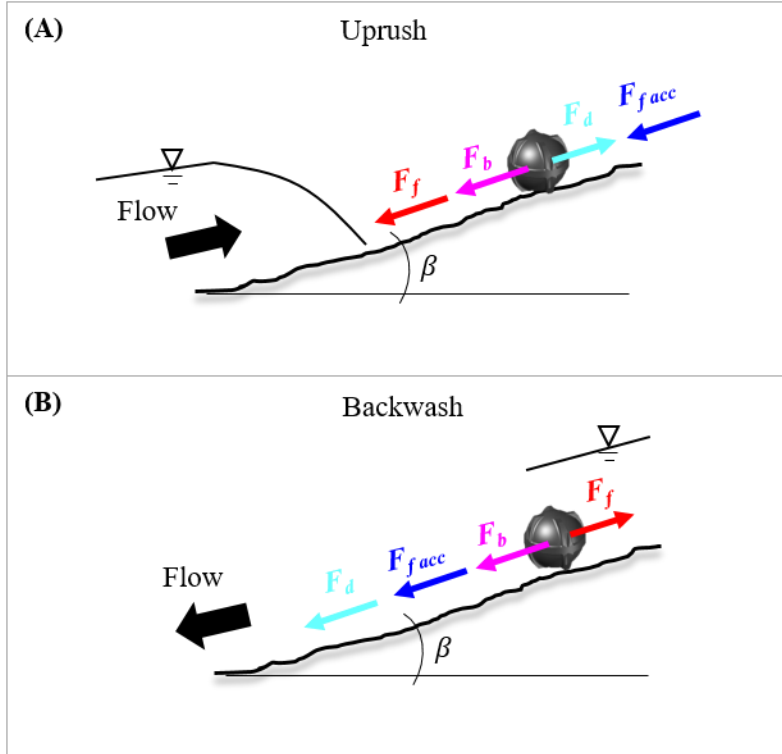 (A)
Uprush
F_f acc
F_d
F_b
F_f
Flow
β
(B)
Backwash
F_f
F_b
F_f acc
F_d
Flow
β